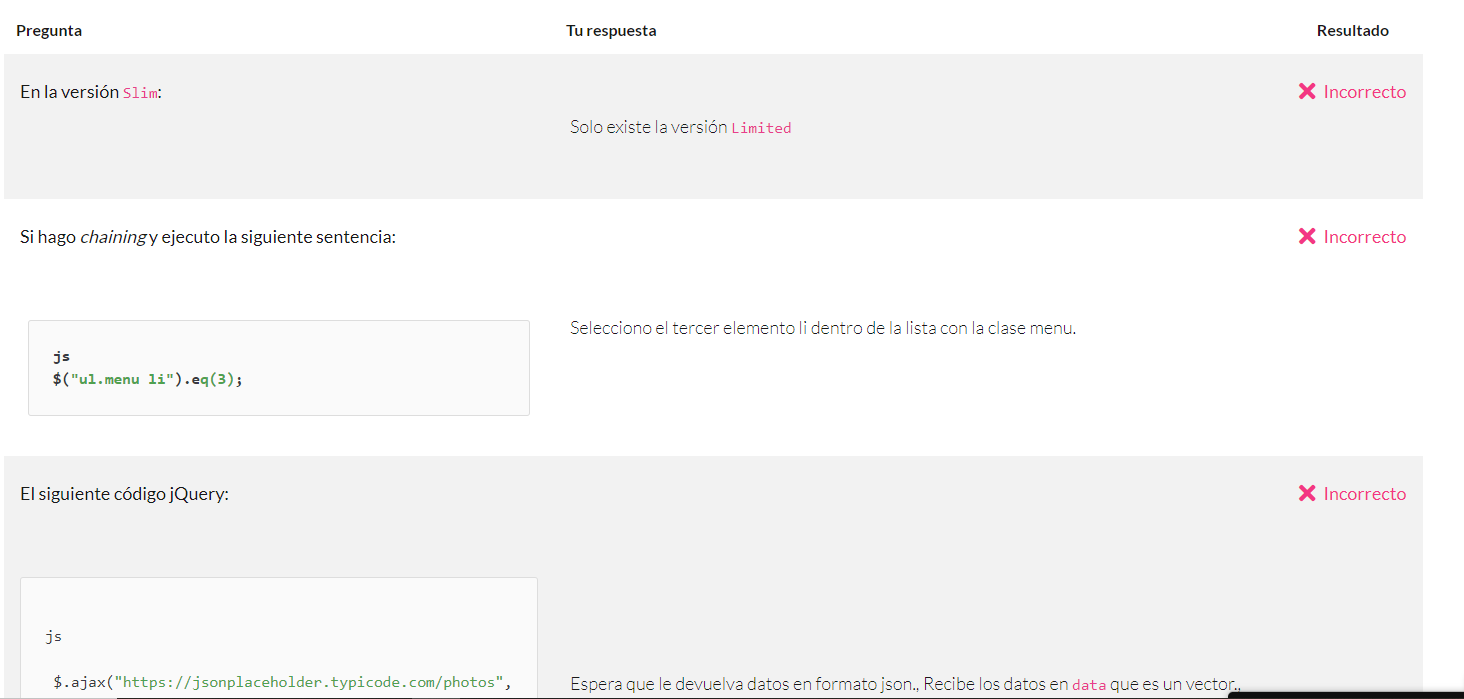 Pregunta Tu respuesta Resultado
En la versión Slim: Incorrecto
Solo existe la versión Limited
Si hago chaining y ejecuto la siguiente sentencia: Incorrecto
Selecciono el tercer elemento li dentro de la lista con la clase menu.
js
$("ul.menu li").eq(3);
El siguiente código jQuery: Incorrecto
js
$.ajax("https://jsonplaceholder.typicode.com/photos", Espera que le devuelva datos en formato json., Recibe los datos en data que es un vector.,